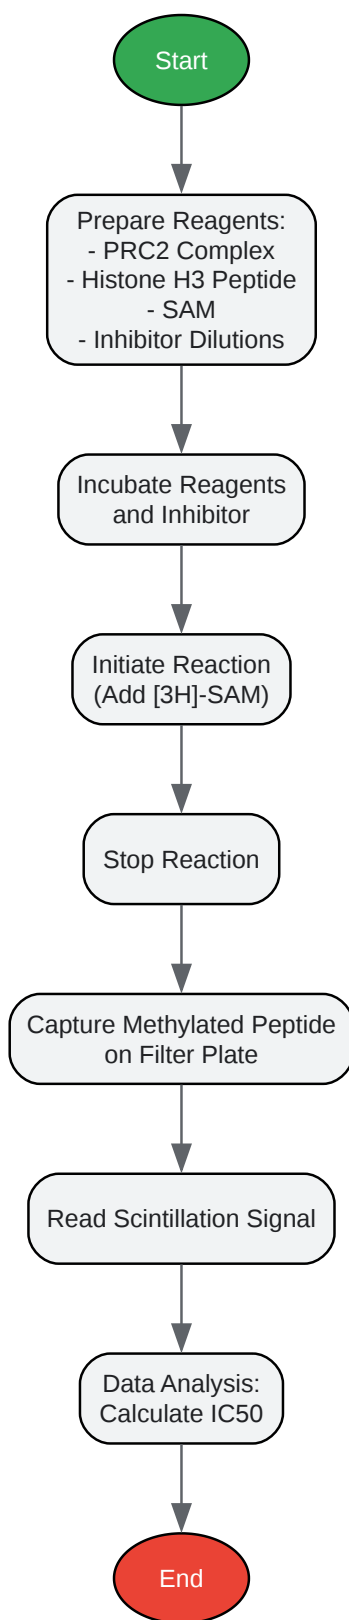 Start
Prepare Reagents:
- PRC2 Complex
- Histone H3 Peptide
- SAM
- Inhibitor Dilutions
Incubate Reagents
and Inhibitor
Initiate Reaction
(Add [3H]-SAM)
Stop Reaction
Capture Methylated Peptide
on Filter Plate
Read Scintillation Signal
Data Analysis:
Calculate IC50
End